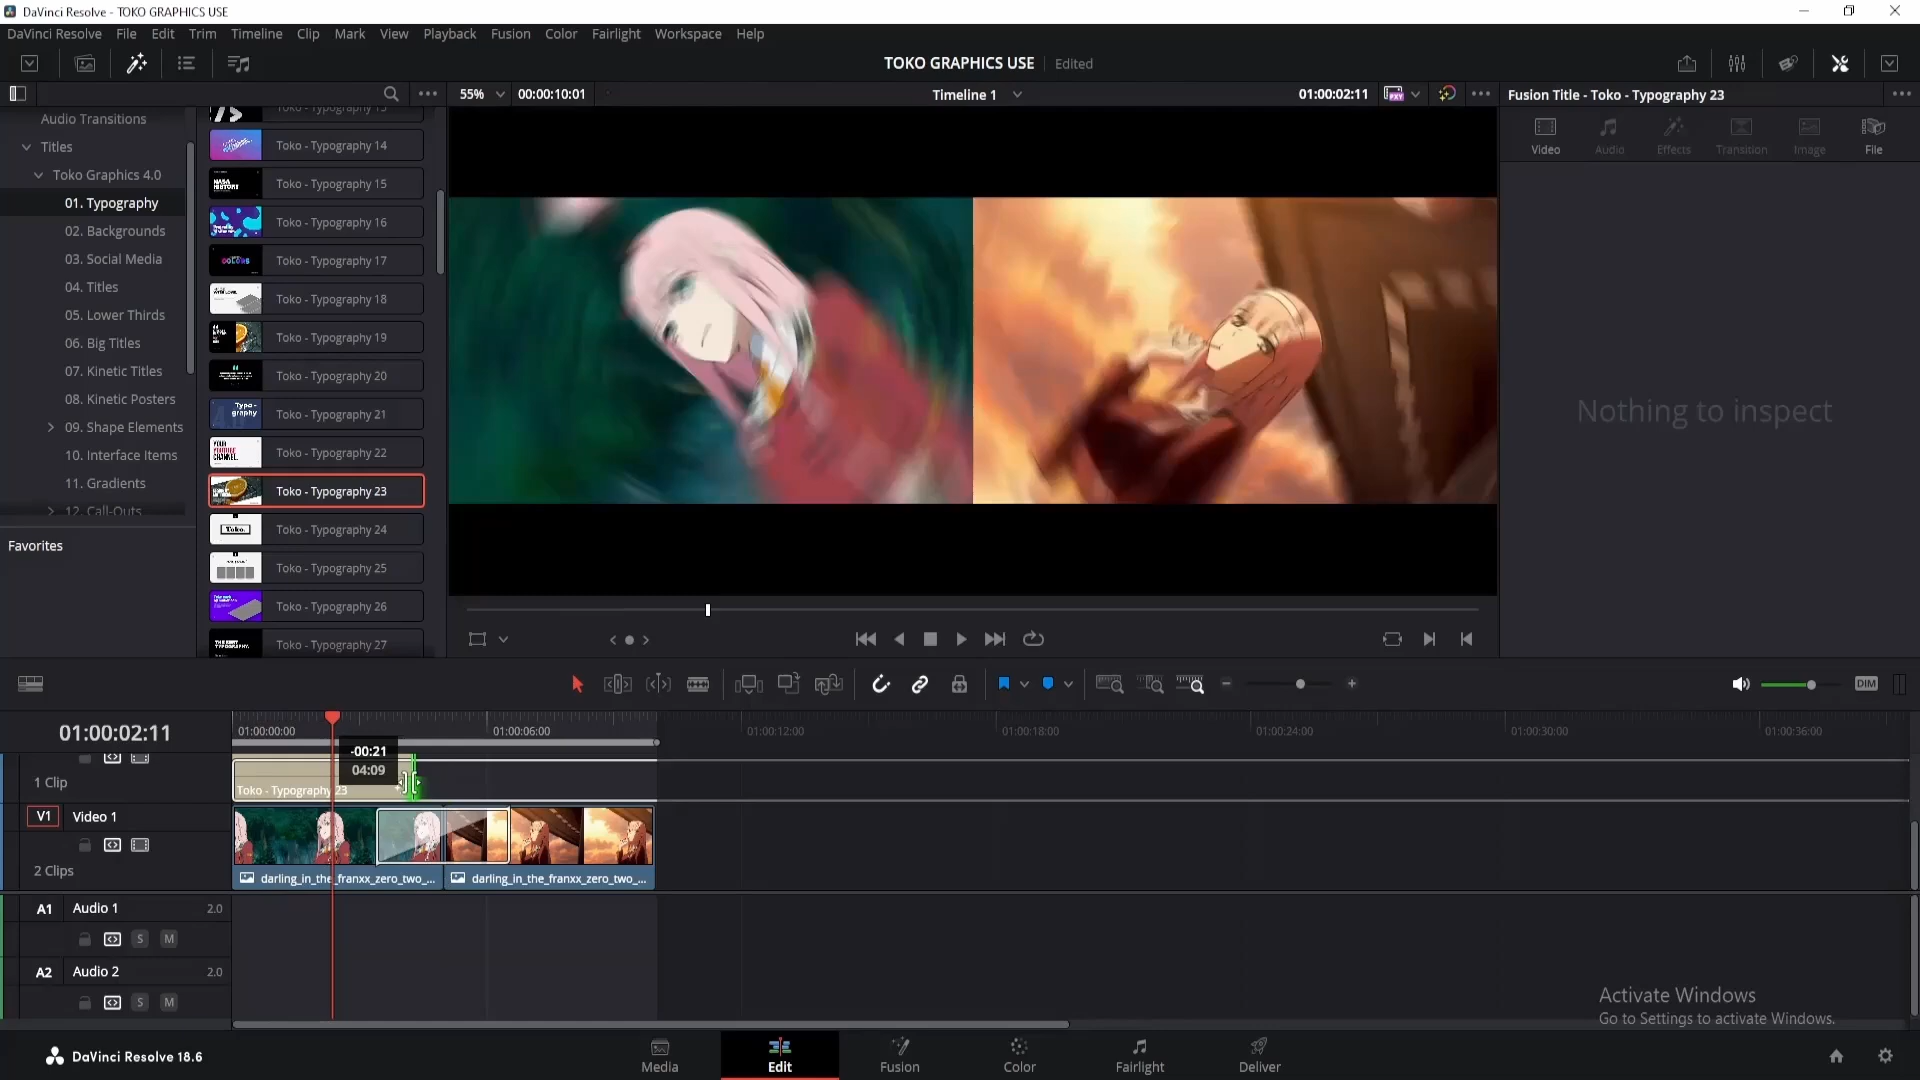 DaVinci Resolve - TOKO GRAPHICS USE
DaVinci Resolve File Edit Trim Timeline Clip Mark View Playback Fusion Color Fairlight Workspace Help
TOKO GRAPHICS USE Edited
55% 00:00:10:01 Timeline 1 01:00:02:11 Fusion Title - Toko - Typography 23
Audio Transitions
Titles
Toko Graphics 4.0
01. Typography
02. Backgrounds
03. Social Media
04. Titles
05. Lower Thirds
06. Big Titles
07. Kinetic Titles
08. Kinetic Posters
09. Shape Elements
10. Interface Items
11. Gradients
12. Call-Outs
Favorites
Toko - Typography 14
Toko - Typography 15
Toko - Typography 16
Toko - Typography 17
Toko - Typography 18
Toko - Typography 19
Toko - Typography 20
Toko - Typography 21
Toko - Typography 22
Toko - Typography 23
Toko - Typography 24
Toko - Typography 25
Toko - Typography 26
Toko - Typography 27
Video Audio Effects Transition Image File
Nothing to inspect
DIM
01:00:02:11
01:00:00:00 01:00:06:00 01:00:12:00 01:00:18:00 01:00:24:00 01:00:30:00 01:00:36:00
-00:21
04:09
1 Clip
Toko - Typography 23
V1 Video 1
2 Clips
darling_in_the_franxx_zero_two_... darling_in_the_franxx_zero_two_...
A1 Audio 1 2.0
S M
A2 Audio 2 2.0
S M
Activate Windows
Go to Settings to activate Windows.
DaVinci Resolve 18.6
Media Edit Fusion Color Fairlight Deliver